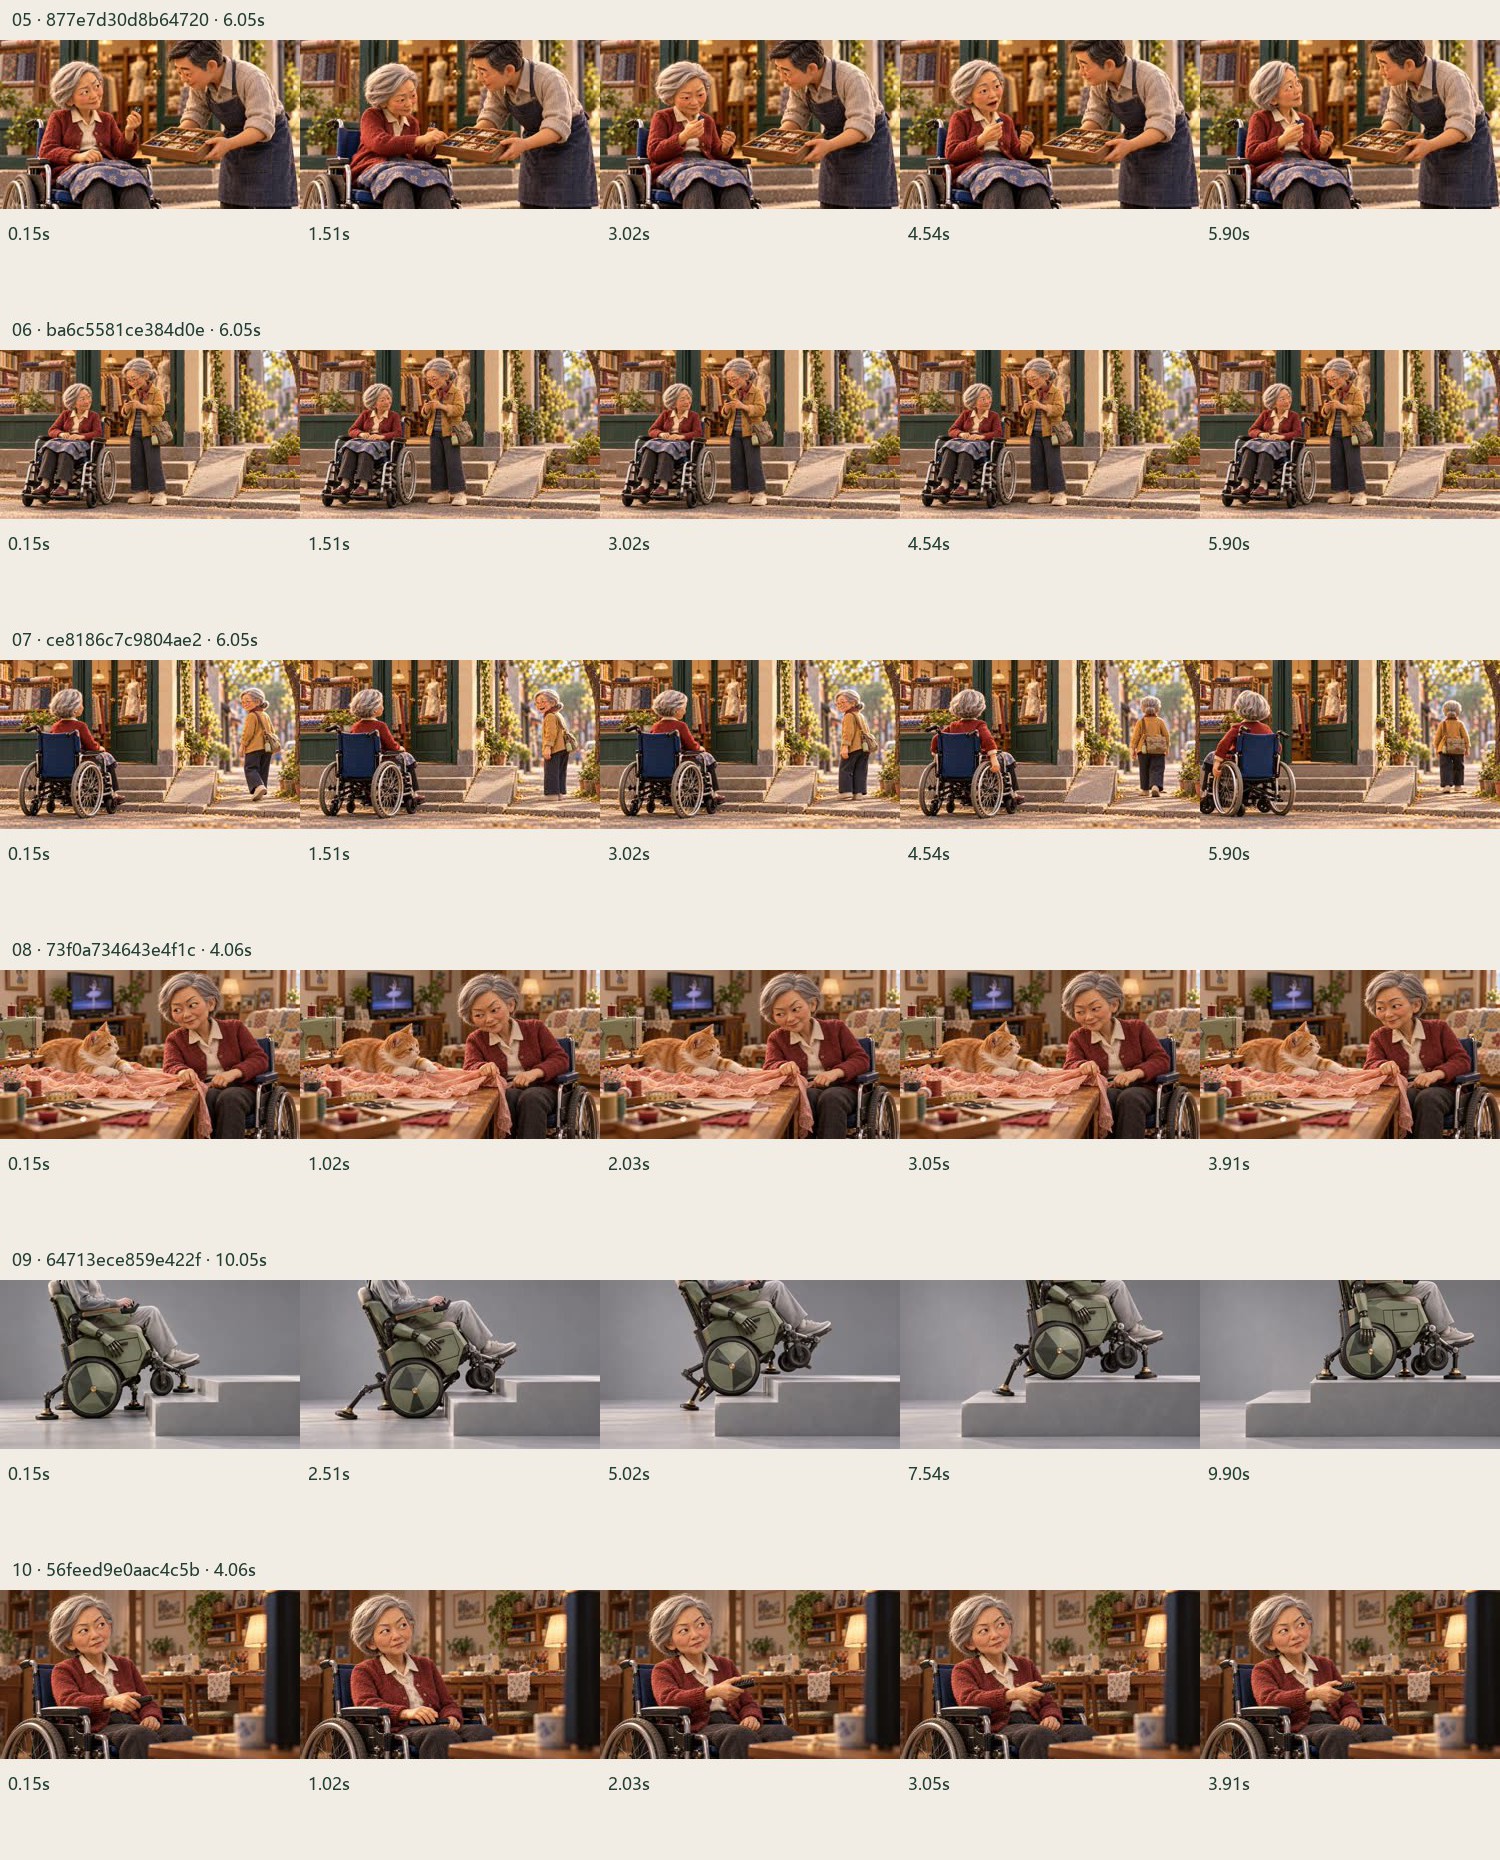 05 · 877e7d30d8b64720 · 6.05s
0.15s 1.51s 3.02s 4.54s 5.90s
06 · ba6c5581ce384d0e · 6.05s
0.15s 1.51s 3.02s 4.54s 5.90s
07 · ce8186c7c9804ae2 · 6.05s
0.15s 1.51s 3.02s 4.54s 5.90s
08 · 73f0a734643e4f1c · 4.06s
0.15s 1.02s 2.03s 3.05s 3.91s
09 · 64713ece859e422f · 10.05s
0.15s 2.51s 5.02s 7.54s 9.90s
10 · 56feed9e0aac4c5b · 4.06s
0.15s 1.02s 2.03s 3.05s 3.91s